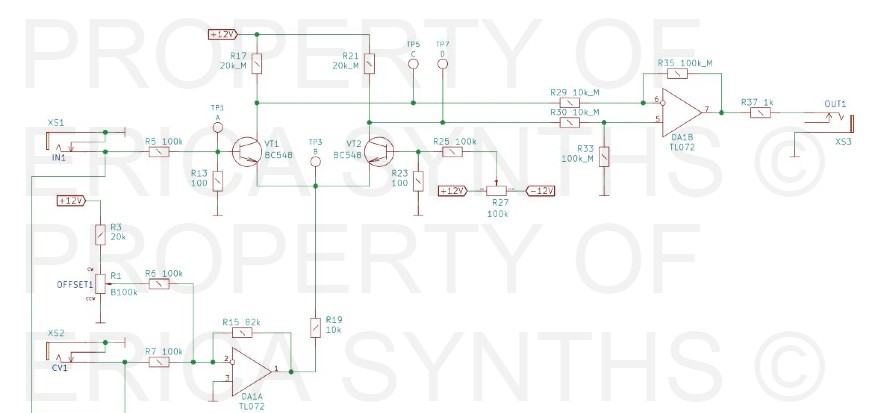 PROPERTY OF
ERICA SYNTHS ©
PROPERTY OF
ERICA SYNTHS ©
+12V
R17
20k_M
R21
20k_M
TP5
C
TP7
D
R35 100k_M
R29 10k_M
R30 10k_M
6
5
7
DA1B
TL072
R37 1k
OUT1
XS3
XS1
IN1
R5 100k
TP1
A
VT1
BC548
TP3
B
VT2
BC548
R25 100k
R13
100
R23
100
+12V
-12V
R27
100k
R33
100k_M
+12V
R3
20k
CW
R1
B100k
OFFSET1
CCW
R6 100k
R19
10k
XS2
CV1
R7 100k
R15 82k
2
3
1
DA1A
TL072